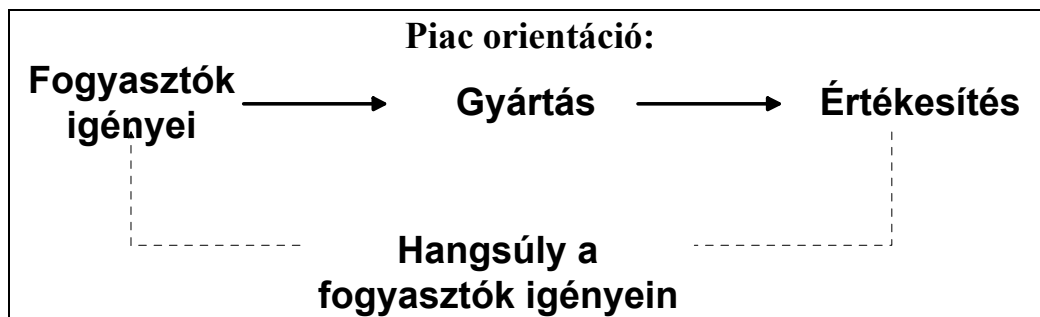 Piac orientáció:
Fogyasztók
igényei
Gyártás
Értékesítés
Hangsúly a
fogyasztók igényein